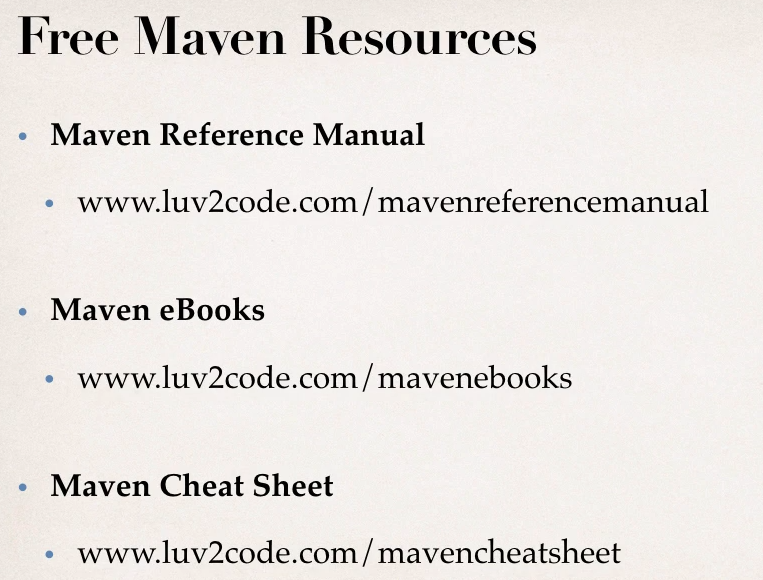 Free Maven Resources
• Maven Reference Manual
• www.luv2code.com/mavenreferencemanual
• Maven eBooks
• www.luv2code.com/mavenebooks
• Maven Cheat Sheet
• www.luv2code.com/mavencheatsheet